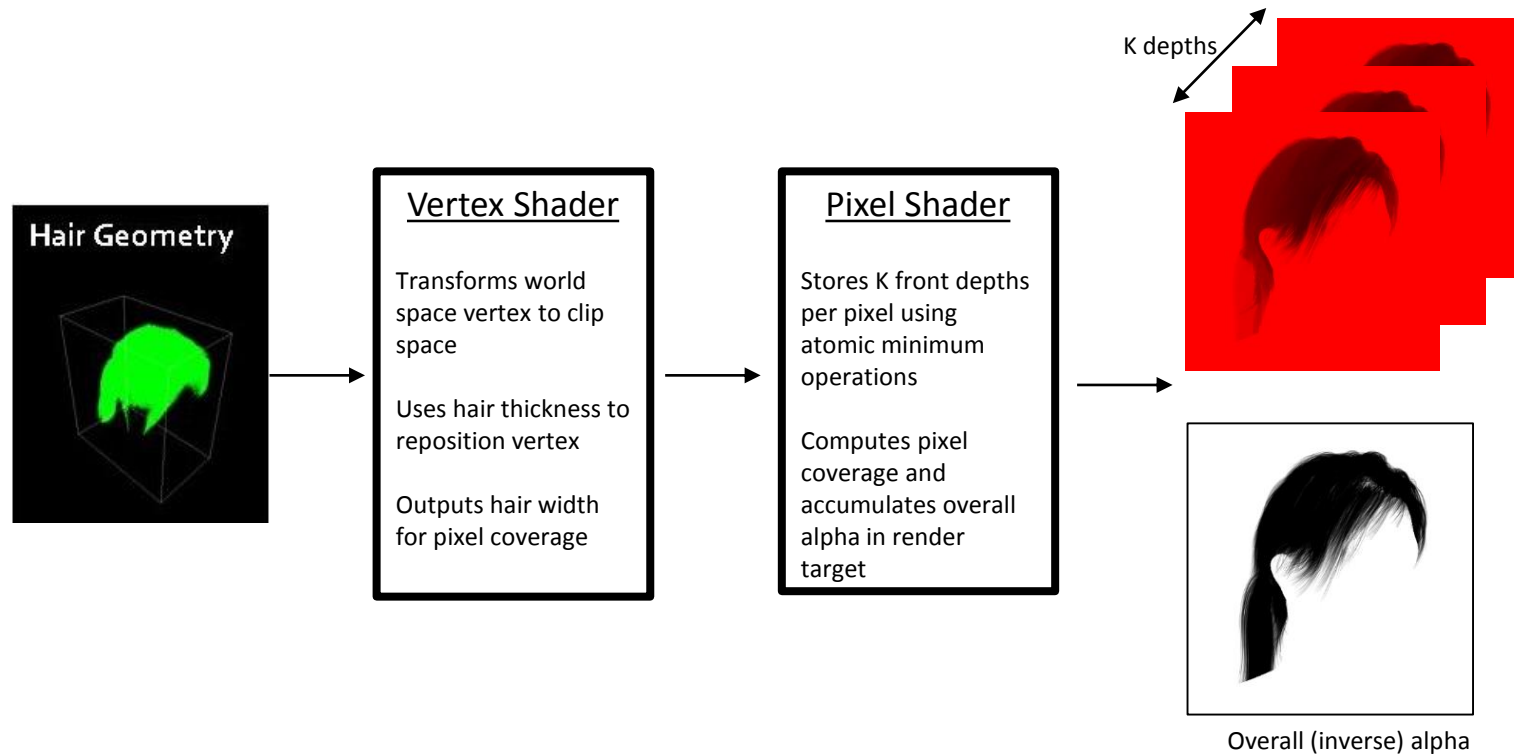 K depths
Hair Geometry
Vertex Shader
Transforms world
space vertex to clip
space
Uses hair thickness to
reposition vertex
Outputs hair width
for pixel coverage
Pixel Shader
Stores K front depths
per pixel using
atomic minimum
operations
Computes pixel
coverage and
accumulates overall
alpha in render
target
Overall (inverse) alpha